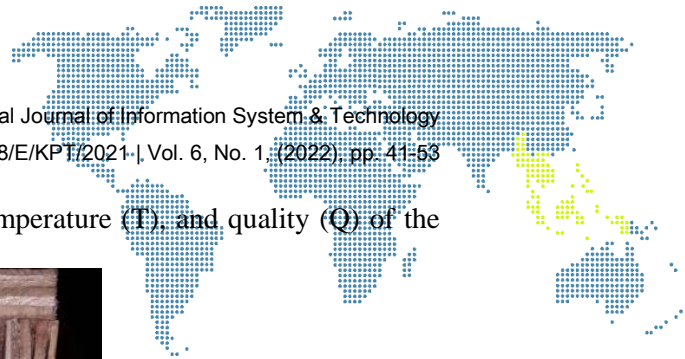 al Journal of Information System & Technology
8/E/KPT/2021 | Vol. 6, No. 1, (2022), pp. 41-53
mperature (T), and quality (Q) of the